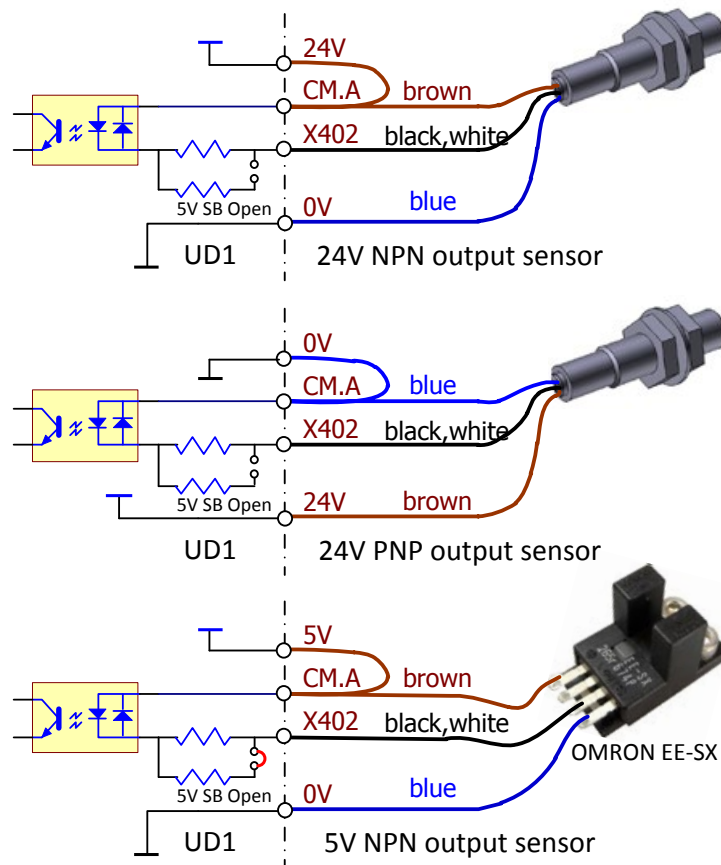 24V
CM.A brown
X402 black,white
5V SB Open
0V blue
UD1 24V NPN output sensor
0V
CM.A blue
X402 black,white
5V SB Open
24V brown
UD1 24V PNP output sensor
5V
CM.A brown
X402 black,white
5V SB Open
OMRON EE-SX
0V blue
UD1 5V NPN output sensor